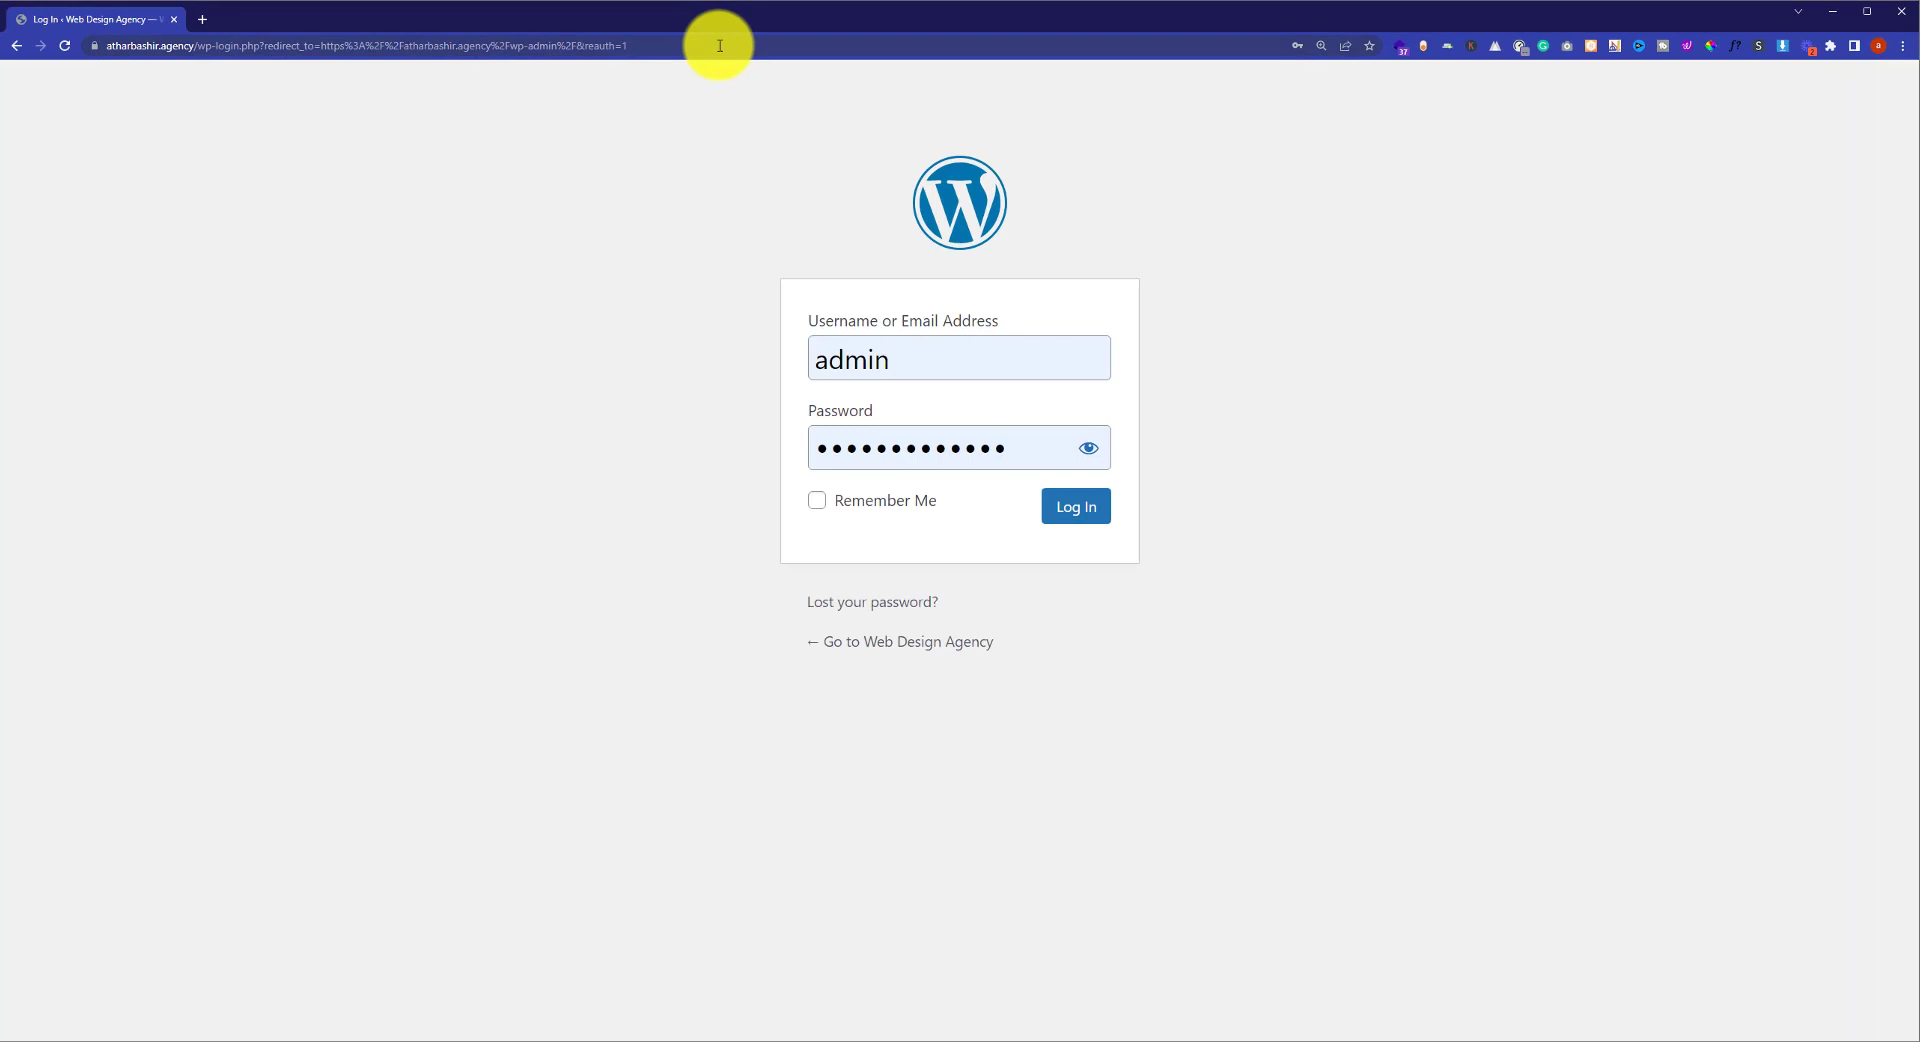 Log In ‹ Web Design Agency —
atharbashir.agency/wp-login.php?redirect_to=https%3A%2F%2Fatharbashir.agency%2Fwp-admin%2F&reauth=1
37
2
a
Username or Email Address
admin
Password
Remember Me
Log In
Lost your password?
← Go to Web Design Agency